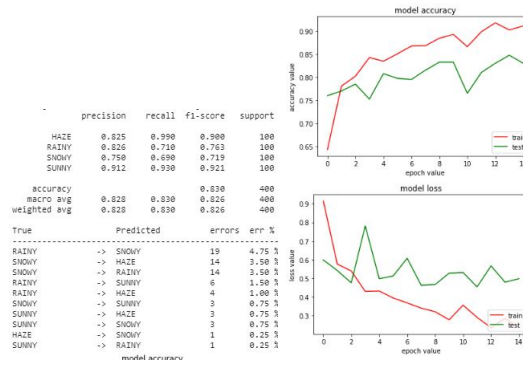 precision recall f1-score support
HAZE 0.825 0.990 0.900 100
RAINY 0.826 0.710 0.763 100
SNOWY 0.750 0.690 0.719 100
SUNNY 0.912 0.930 0.921 100
accuracy 0.830 400
macro avg 0.828 0.830 0.826 400
weighted avg 0.828 0.830 0.826 400
True Predicted errors err %
RAINY -> SNOWY 19 4.75 %
SNOWY -> HAZE 14 3.50 %
SNOWY -> RAINY 14 3.50 %
RAINY -> SUNNY 6 1.50 %
RAINY -> HAZE 4 1.00 %
SNOWY -> SUNNY 3 0.75 %
SUNNY -> HAZE 3 0.75 %
SUNNY -> SNOWY 3 0.75 %
HAZE -> SNOWY 1 0.25 %
SUNNY -> RAINY 1 0.25 %
model accuracy
model accuracy
accuracy value
0.90
0.85
0.80
0.75
0.70
0.65
train
test
0 2 4 6 8 10 12
epoch value
model loss
loss value
0.9
0.8
0.7
0.6
0.5
0.4
0.3
train
test
0 2 4 6 8 10 12 14
epoch value